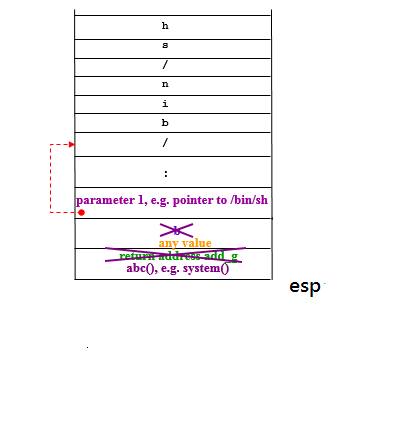 h
s
/
n
i
b
/
:
parameter 1, e.g. pointer to /bin/sh
any value
return address add_g
abc(), e.g. system()
esp